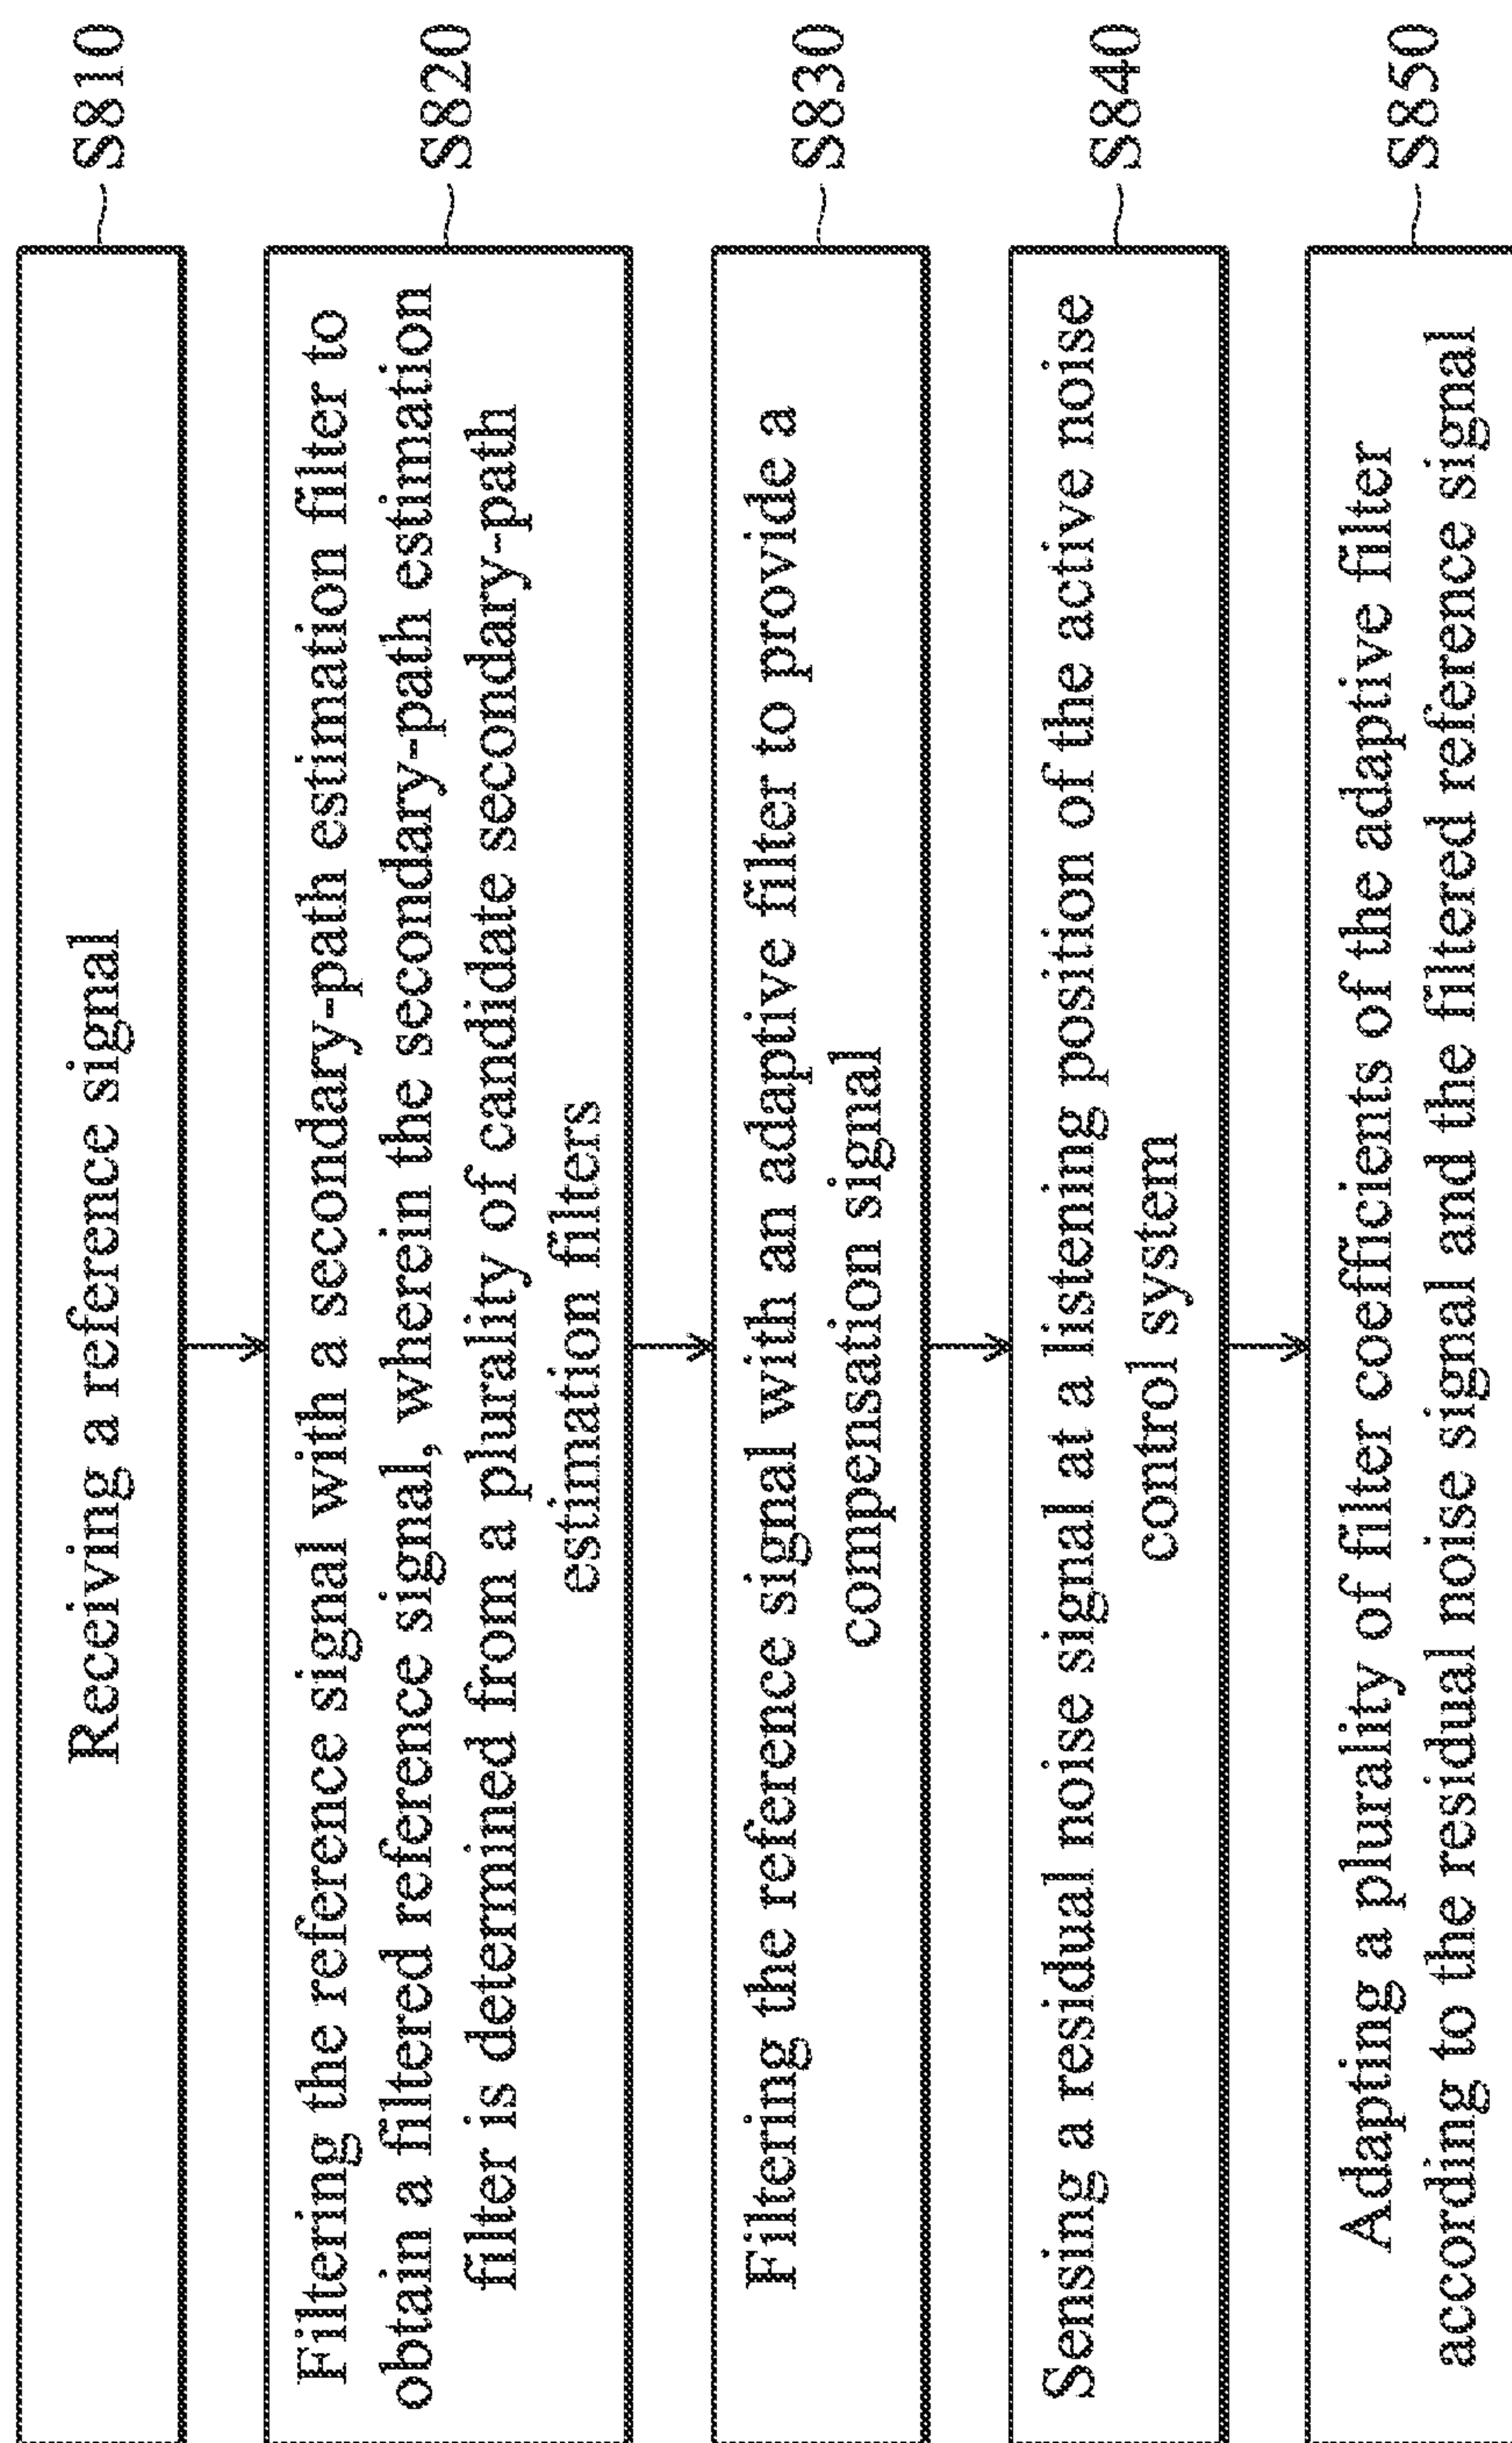 Receiving a reference signal
S810
Filtering the reference signal with a secondary-path estimation filter to
obtain a filtered reference signal, wherein the secondary-path estimation
filter is determined from a plurality of candidate secondary-path
estimation filters
S820
Filtering the reference signal with an adaptive filter to provide a
compensation signal
S830
Sensing a residual noise signal at a listening position of the active noise
control system
S840
Adapting a plurality of filter coefficients of the adaptive filter
according to the residual noise signal and the filtered reference signal
S850